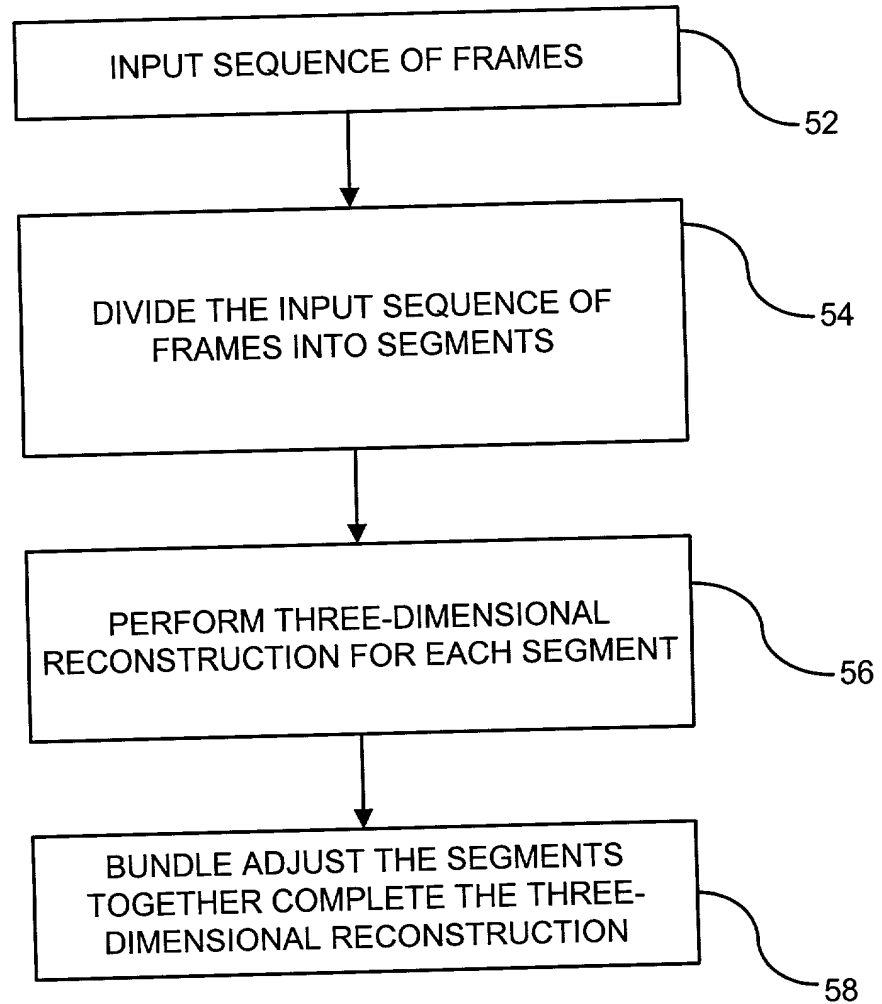 INPUT SEQUENCE OF FRAMES
52
DIVIDE THE INPUT SEQUENCE OF
FRAMES INTO SEGMENTS
54
PERFORM THREE-DIMENSIONAL
RECONSTRUCTION FOR EACH SEGMENT
56
BUNDLE ADJUST THE SEGMENTS
TOGETHER COMPLETE THE THREE-
DIMENSIONAL RECONSTRUCTION
58